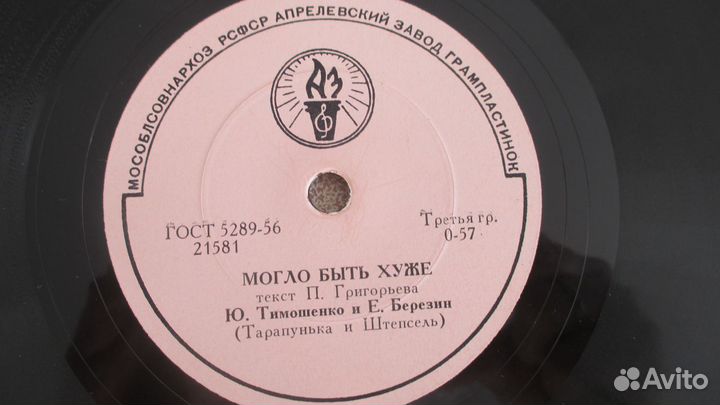 МОСОБЛСОВНАРХОЗ РСФСР АПРЕЛЕВСКИЙ ЗАВОД ГРАМПЛАСТИНОК
АЗ
ГОСТ 5289-56
21581
Третья гр.
0-57
МОГЛО БЫТЬ ХУЖЕ
текст П. Григорьева
Ю. Тимошенко и Е. Березин
(Тарапунька и Штепсель)
Avito